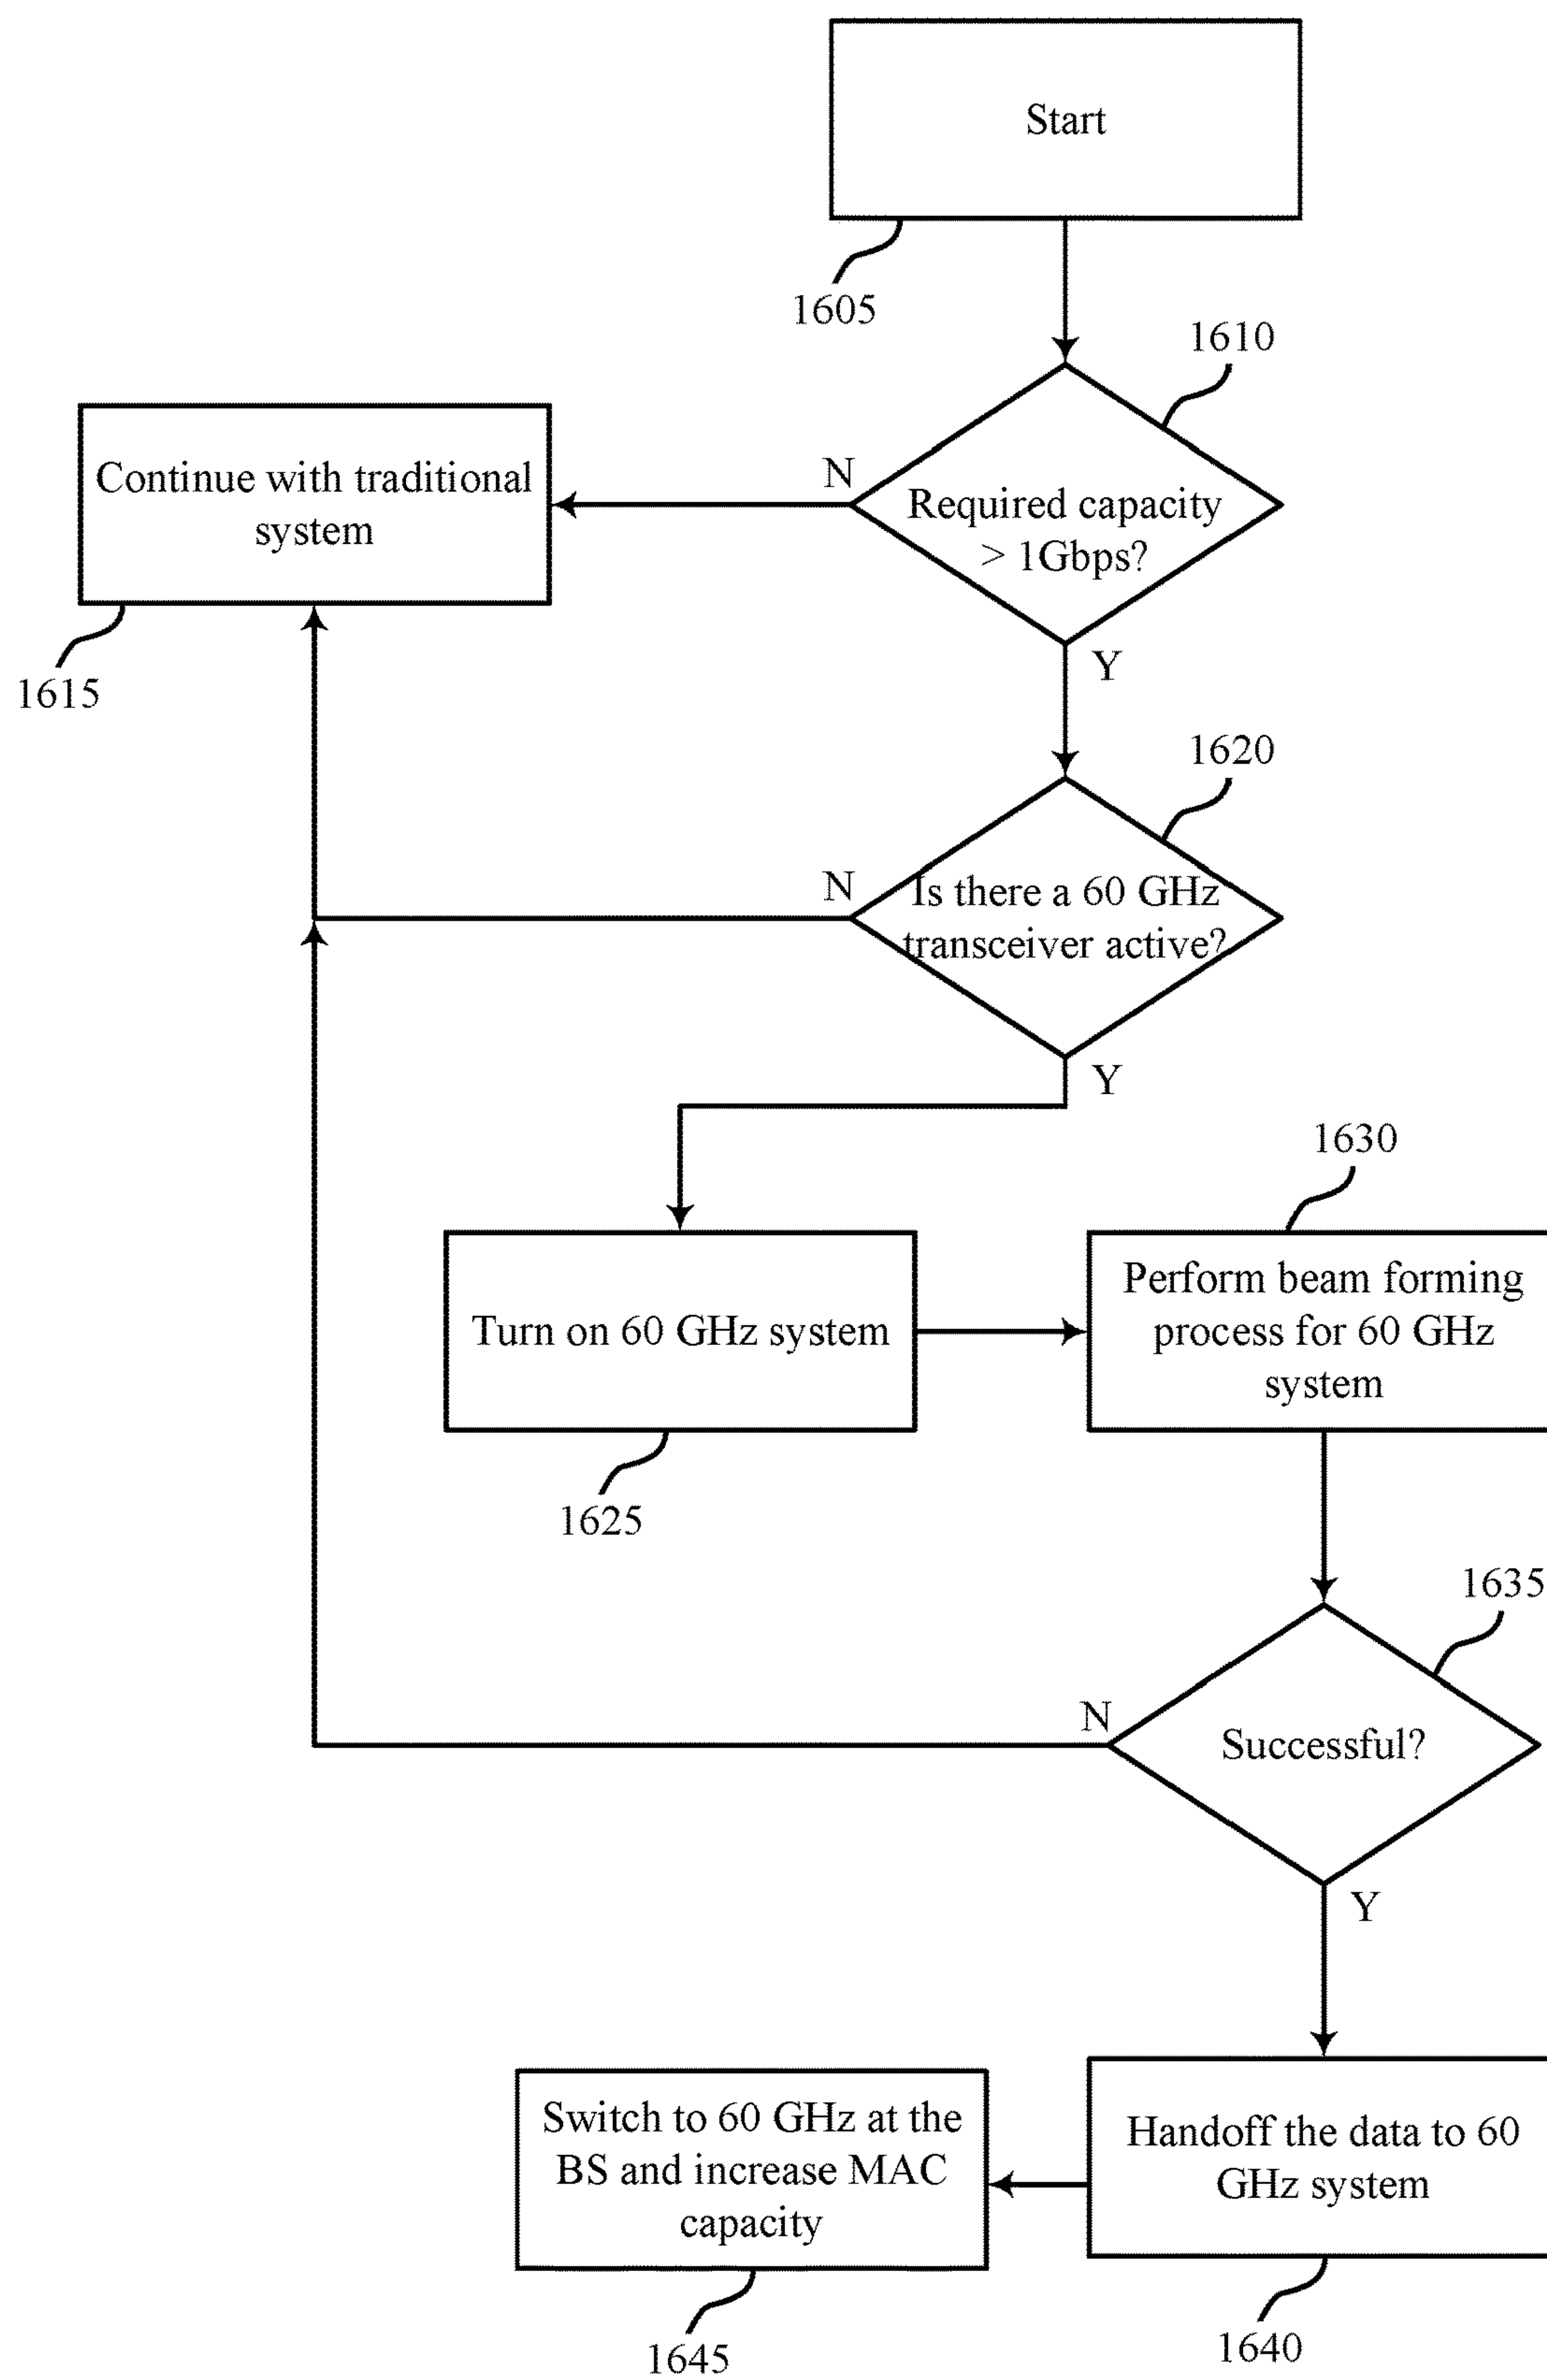 Start
1605
1610
N
Required capacity
> 1Gbps?
Y
Continue with traditional
system
1615
1620
N
Is there a 60 GHz
transceiver active?
Y
Turn on 60 GHz system
1625
1630
Perform beam forming
process for 60 GHz
system
1635
N
Successful?
Y
Handoff the data to 60
GHz system
1640
Switch to 60 GHz at the
BS and increase MAC
capacity
1645